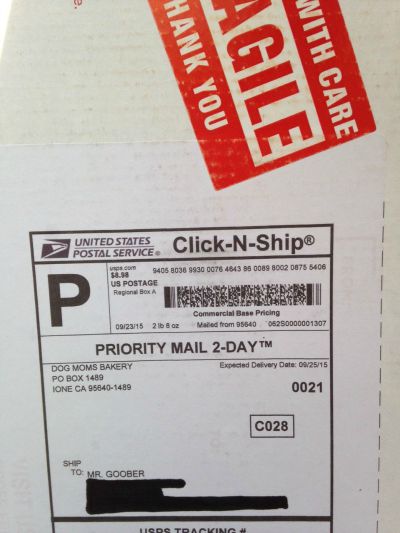 WITH CARE
FRAGILE
THANK YOU
UNITED STATES
POSTAL SERVICE®
Click-N-Ship®
P
usps.com
$8.98
US POSTAGE
Regional Box A
9405 8036 9930 0076 4643 86 0089 8002 0875 5406
Commercial Base Pricing
09/23/15 2 lb 8 oz Mailed from 95640 062S0000001307
PRIORITY MAIL 2-DAY™
DOG MOMS BAKERY
PO BOX 1489
IONE CA 95640-1489
Expected Delivery Date: 09/25/15
0021
C028
SHIP
TO: MR. GOOBER
USPS TRACKING #